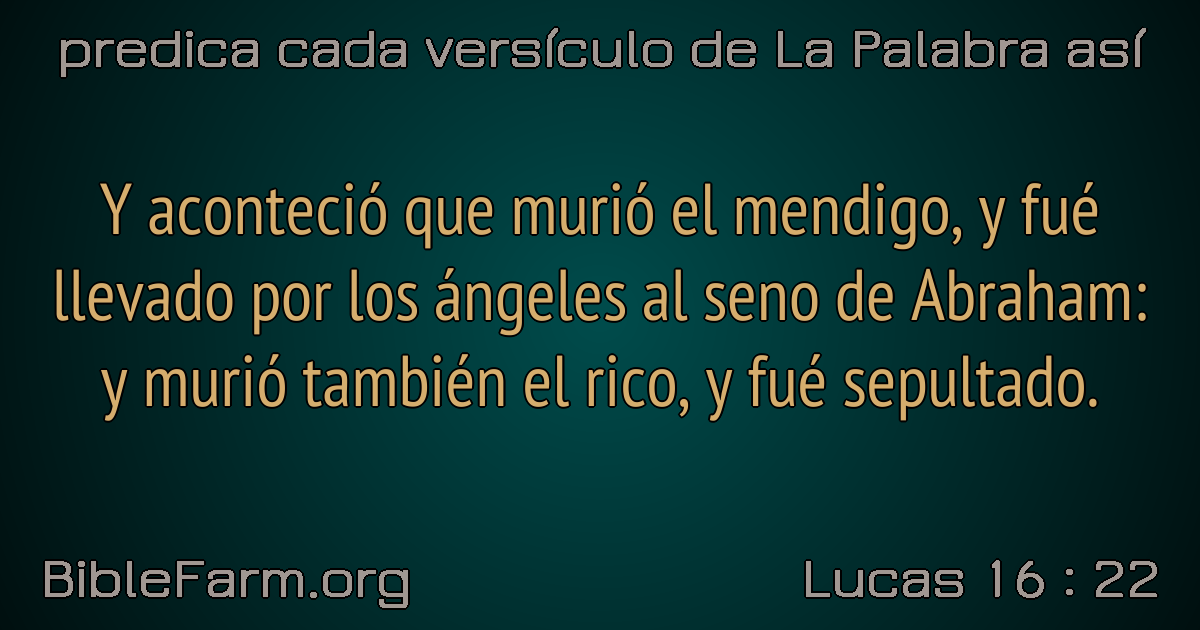 predica cada versículo de La Palabra así
Y aconteció que murió el mendigo, y fué
llevado por los ángeles al seno de Abraham:
y murió también el rico, y fué sepultado.
BibleFarm.org
Lucas 16 : 22